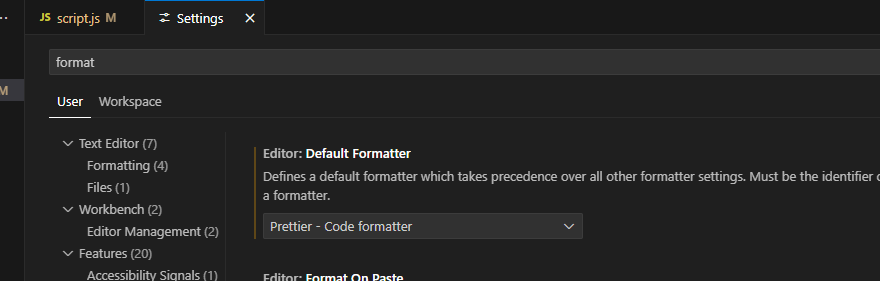 JS script.js M
Settings
format
M
User
Workspace
Text Editor (7)
Formatting (4)
Files (1)
Workbench (2)
Editor Management (2)
Features (20)
Accessibility Signals (1)
Editor: Default Formatter
Defines a default formatter which takes precedence over all other formatter settings. Must be the identifier
a formatter.
Prettier - Code formatter
Editor: Format On Paste